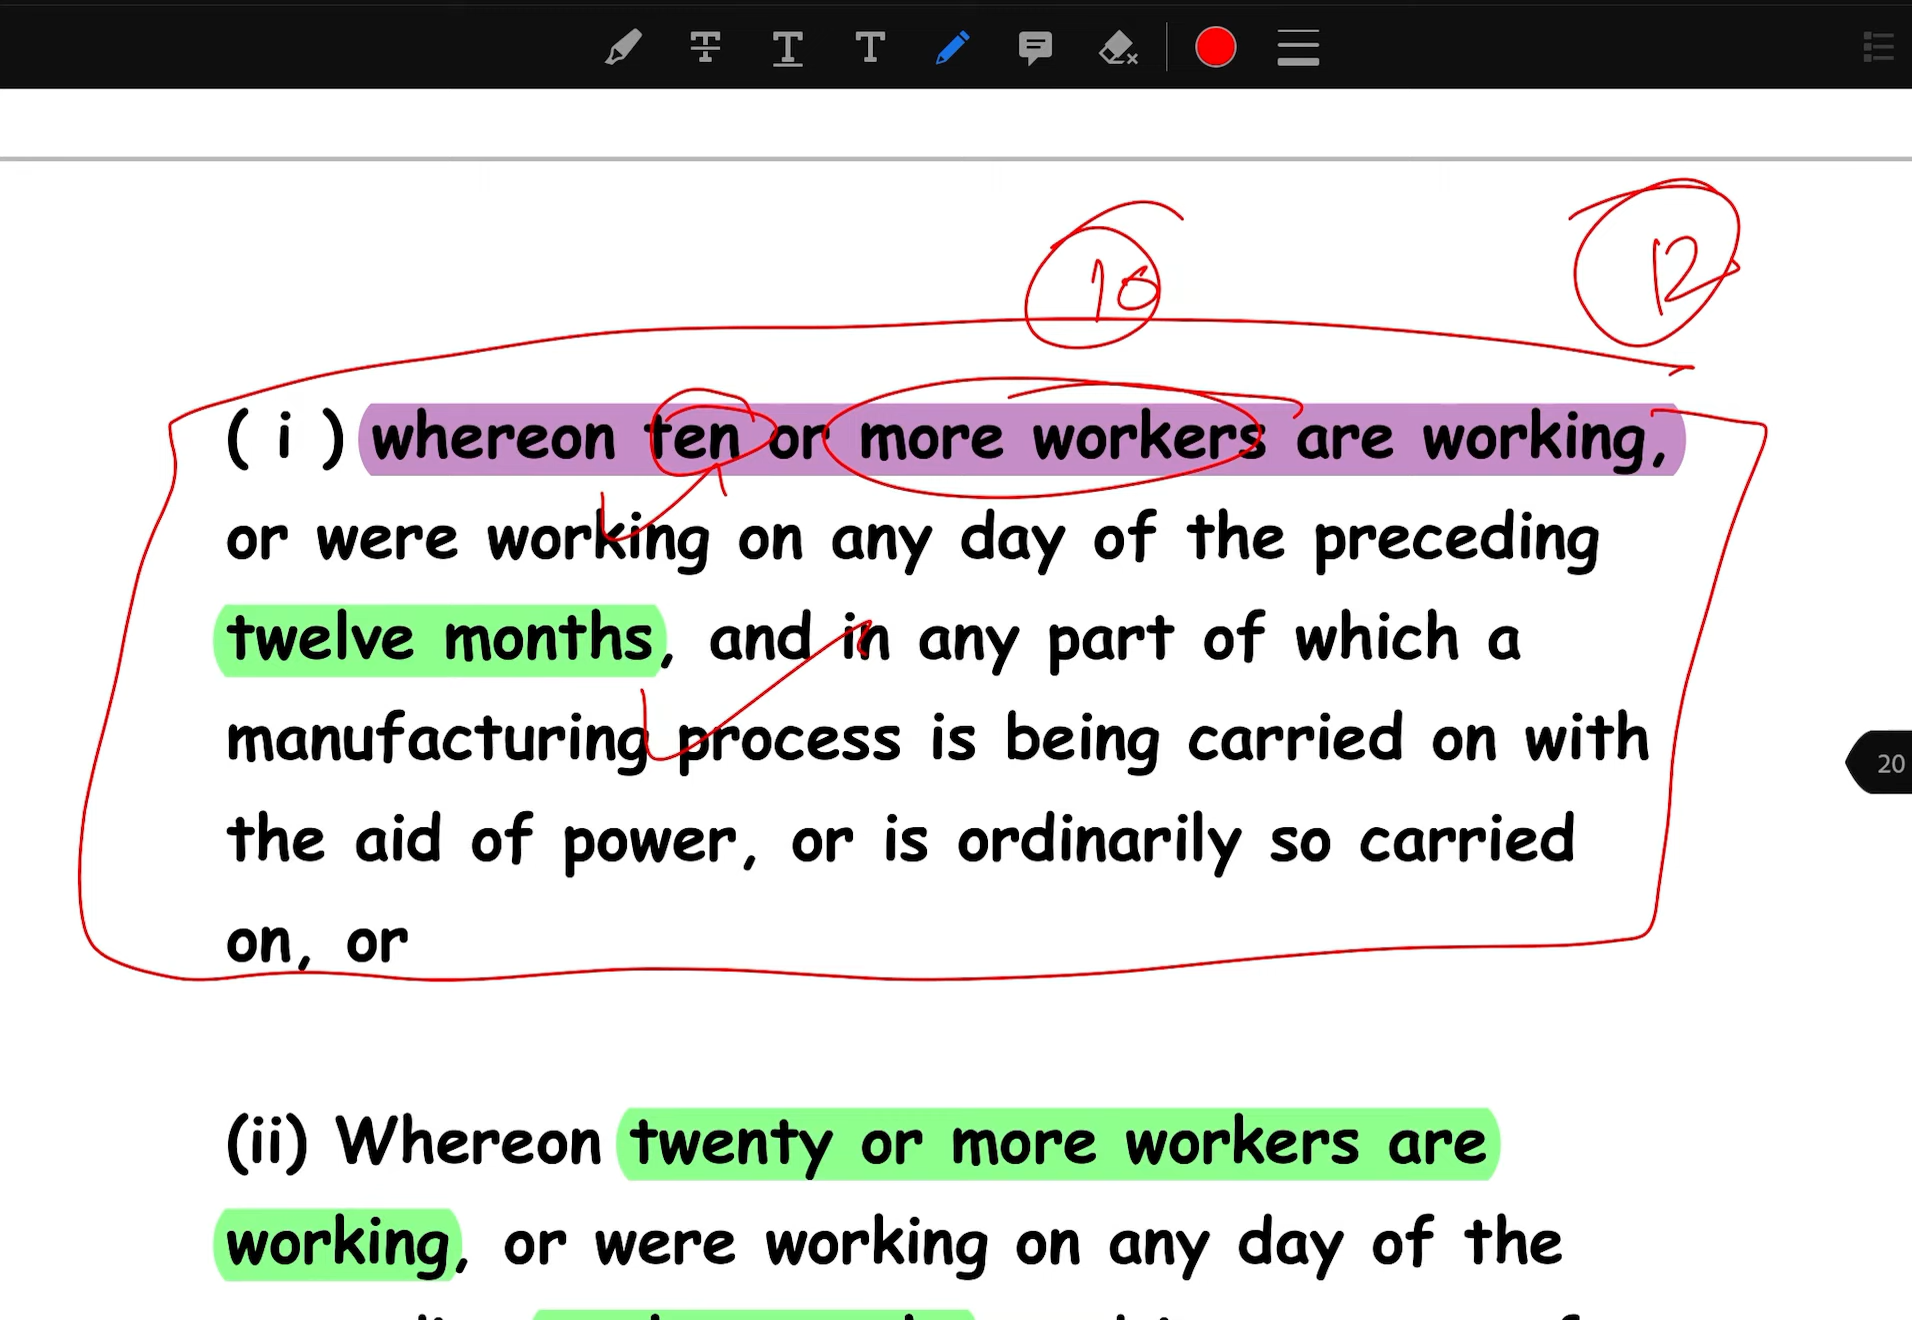 10
12
( i ) whereon ten or more workers are working,
or were working on any day of the preceding
twelve months, and in any part of which a
manufacturing process is being carried on with
the aid of power, or is ordinarily so carried
on, or
20
(ii) Whereon twenty or more workers are
working, or were working on any day of the